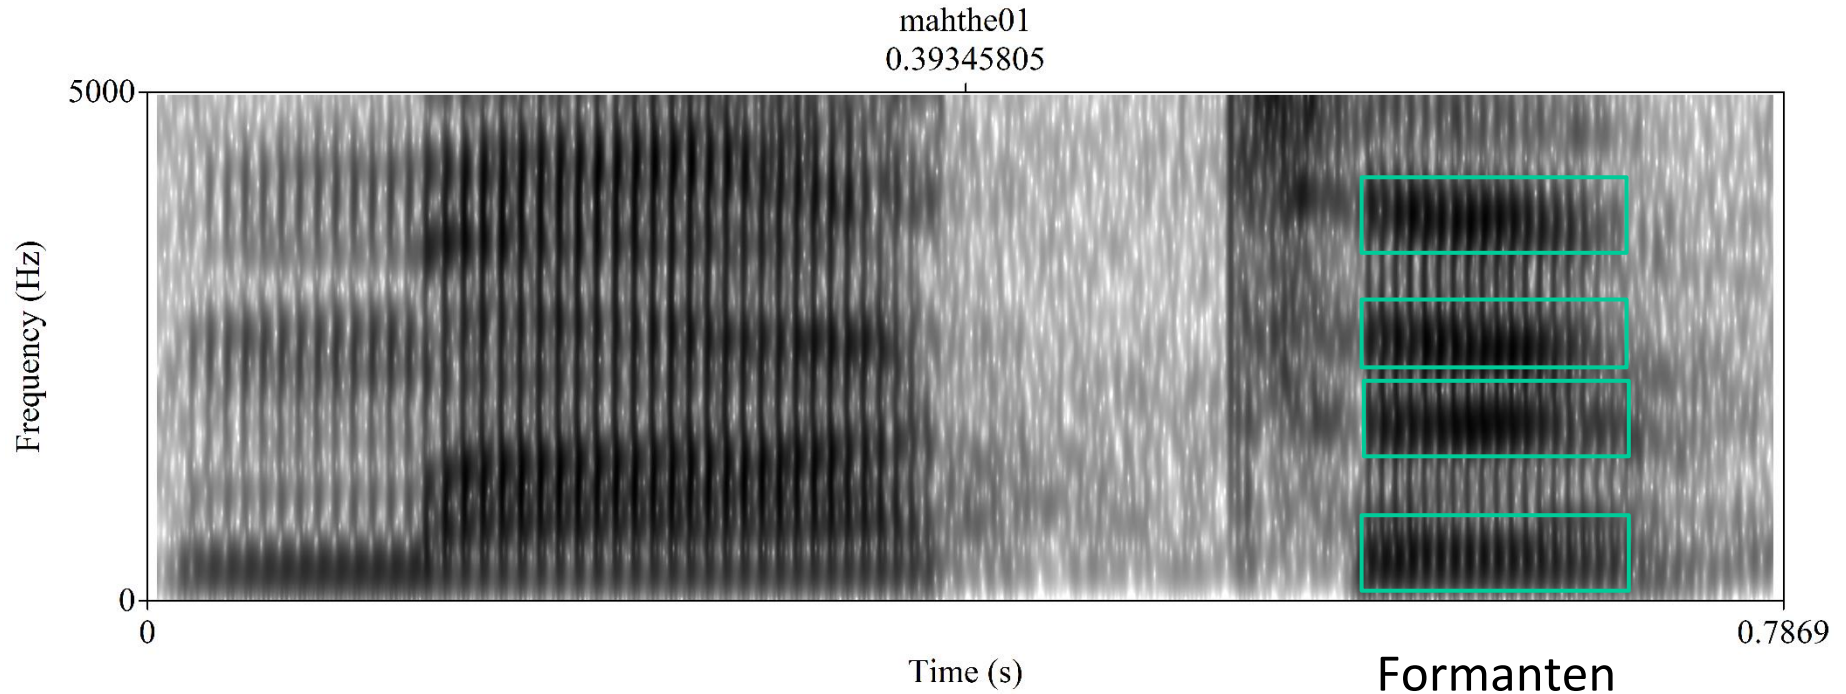 mahthe01
0.39345805
5000
Frequency (Hz)
0
0
0.7869
Time (s)
Formanten